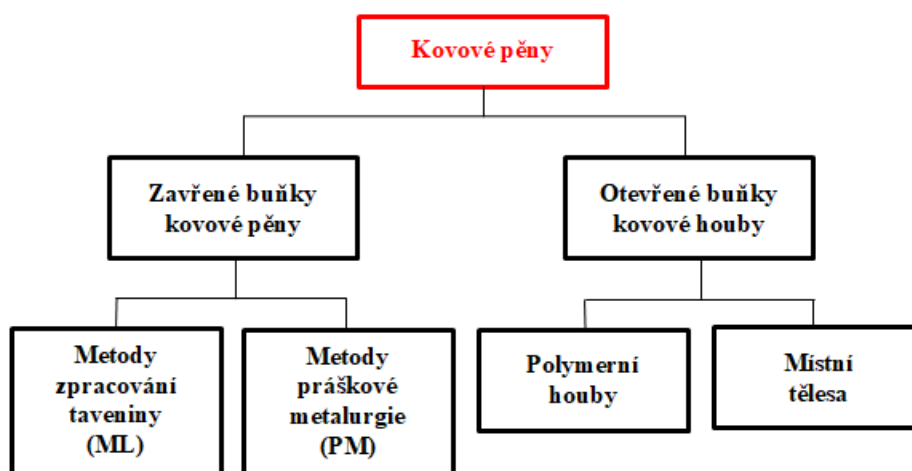 Kovové pěny
Zavřené buňky
kovové pěny
Otevřené buňky
kovové houby
Metody
zpracování
taveniny
(ML)
Metody
práškové
metalurgie
(PM)
Polymerní
houby
Místní
tělesa